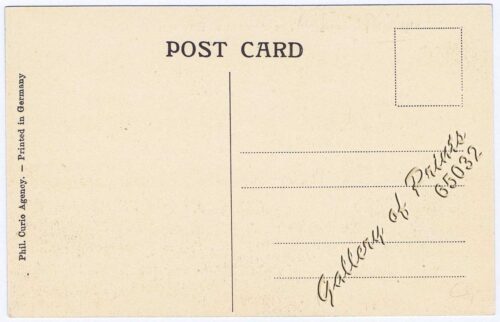 POST CARD
Phil. Curio Agency. — Printed in Germany
Gallery of Prints
65032